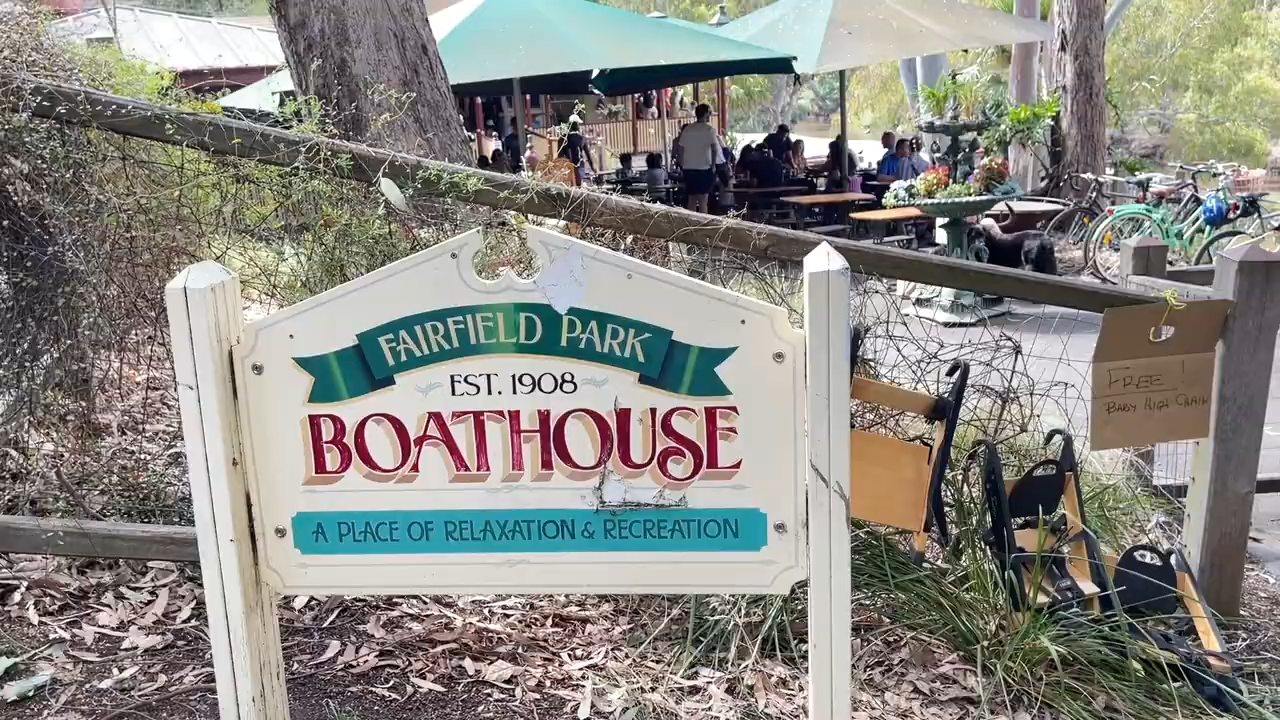 FAIRFIELD PARK
EST. 1908
BOATHOUSE
A PLACE OF RELAXATION & RECREATION
FREE!
BABY HIGH CHAIR